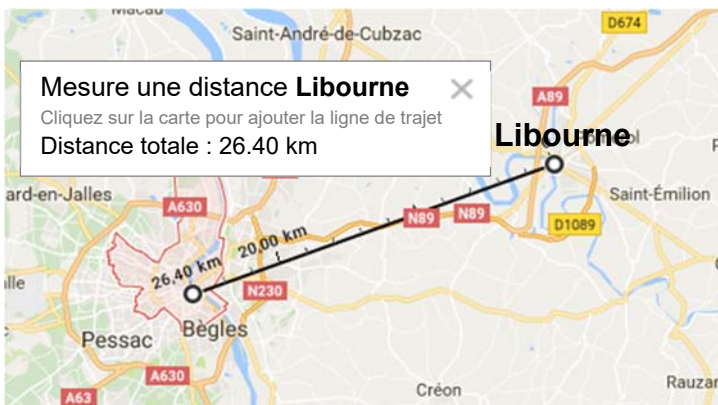 Macau
Saint-André-de-Cubzac
D674
Mesure une distance Libourne
Cliquez sur la carte pour ajouter la ligne de trajet
Distance totale : 26.40 km
A89
Libourne
ard-en-Jalles
A630
Saint-Émilion
N89
N89
D1089
20,00 km
26,40 km
N230
lle
Bègles
Pessac
A630
Créon
Rauzan
A63